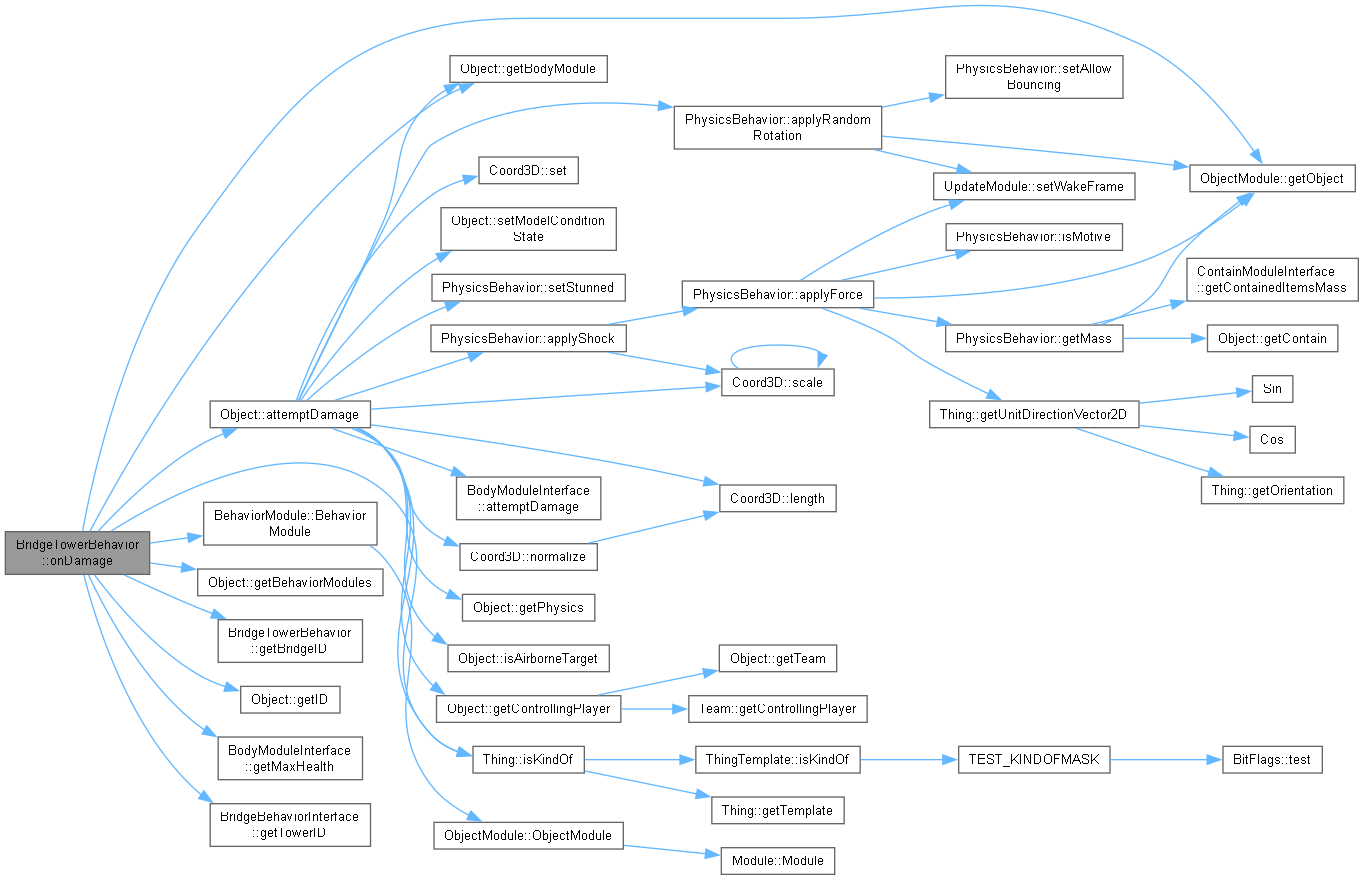 BridgeTowerBehavior
::onDamage
Object::getBodyModule
Object::attemptDamage
Coord3D::set
Object::setModelCondition
State
PhysicsBehavior::setStunned
PhysicsBehavior::applyShock
PhysicsBehavior::applyRandom
Rotation
PhysicsBehavior::setAllow
Bouncing
UpdateModule::setWakeFrame
ObjectModule::getObject
PhysicsBehavior::applyForce
PhysicsBehavior::isMotive
PhysicsBehavior::getMass
ContainModuleInterface
::getContainedItemsMass
Object::getContain
Thing::getUnitDirectionVector2D
Sin
Cos
Thing::getOrientation
Coord3D::scale
Coord3D::length
BodyModuleInterface
::attemptDamage
Coord3D::normalize
Object::getPhysics
Object::isAirborneTarget
Object::getControllingPlayer
Object::getTeam
Team::getControllingPlayer
Thing::isKindOf
ThingTemplate::isKindOf
TEST_KINDOFMASK
BitFlags::test
Thing::getTemplate
BehaviorModule::Behavior
Module
ObjectModule::ObjectModule
Module::Module
Object::getBehaviorModules
BridgeTowerBehavior
::getBridgeID
Object::getID
BodyModuleInterface
::getMaxHealth
BridgeBehaviorInterface
::getTowerID